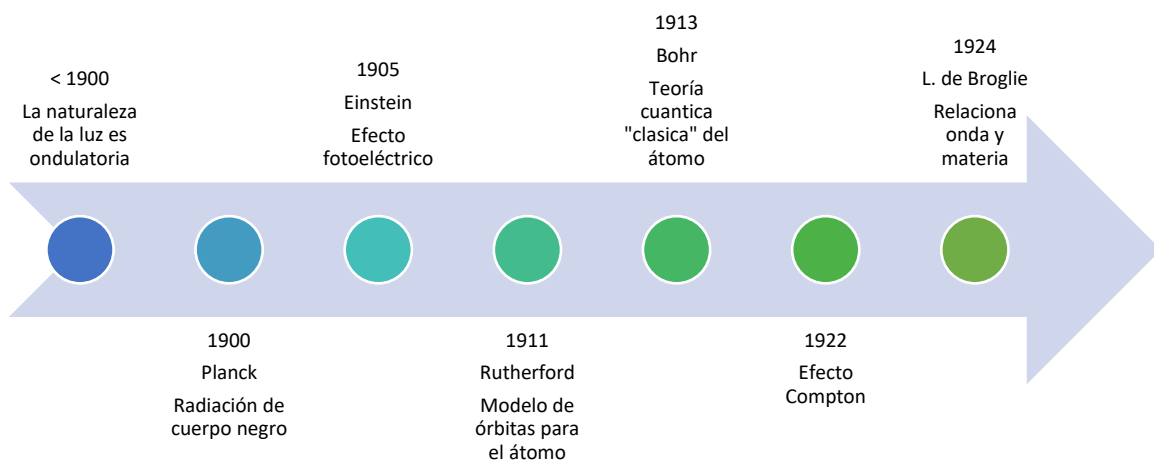 < 1900
La naturaleza
de la luz es
ondulatoria
1900
Planck
Radiación de
cuerpo negro
1905
Einstein
Efecto
fotoeléctrico
1911
Rutherford
Modelo de
órbitas para
el átomo
1913
Bohr
Teoría
cuantica
"clasica" del
átomo
1922
Efecto
Compton
1924
L. de Broglie
Relaciona
onda y
materia